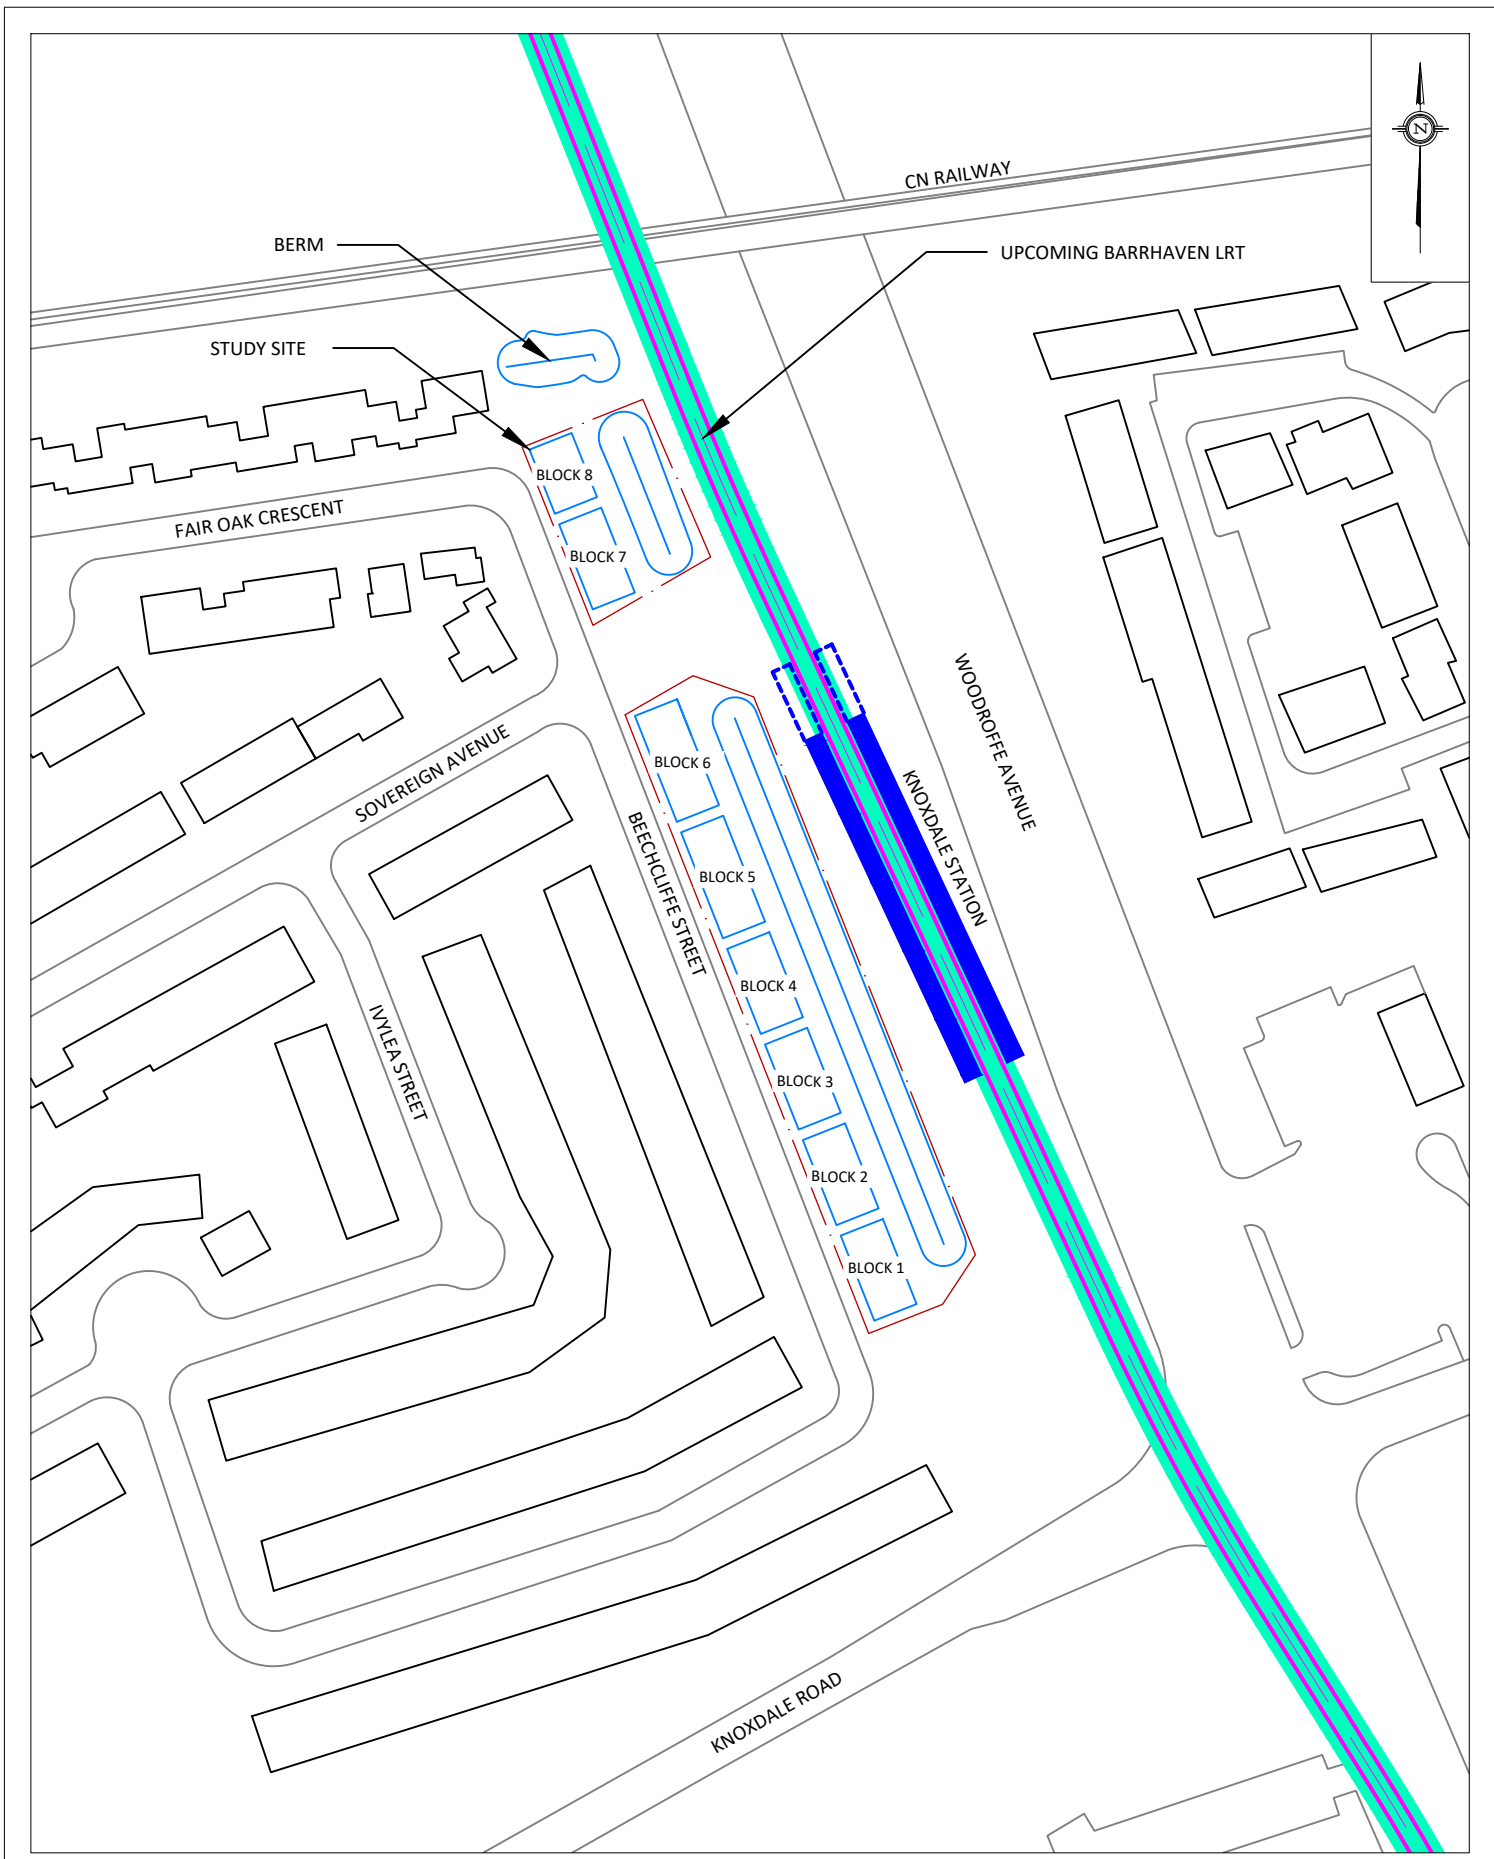 N
CN RAILWAY
BERM
UPCOMING BARRHAVEN LRT
STUDY SITE
BLOCK 8
FAIR OAK CRESCENT
BLOCK 7
WOODROFFE AVENUE
BLOCK 6
SOVEREIGN AVENUE
KNOXDALE STATION
BEECHCLIFFE STREET
BLOCK 5
BLOCK 4
IVYLEA STREET
BLOCK 3
BLOCK 2
BLOCK 1
KNOXDALE ROAD